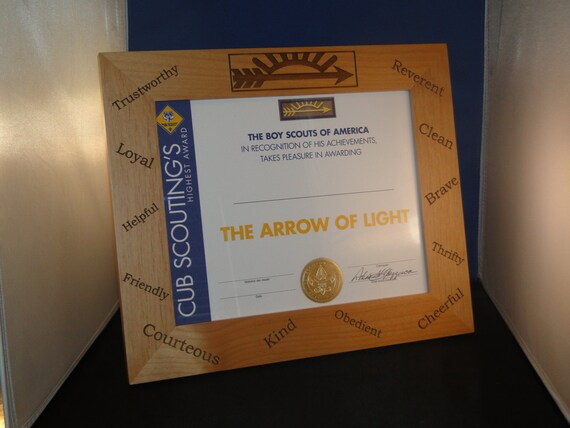 Trustworthy
Loyal
Helpful
Friendly
Courteous
Kind
Obedient
Cheerful
Thrifty
Brave
Clean
Reverent
CUB SCOUTING'S
HIGHEST AWARD
THE BOY SCOUTS OF AMERICA
IN RECOGNITION OF HIS ACHIEVEMENTS,
TAKES PLEASURE IN AWARDING
THE ARROW OF LIGHT